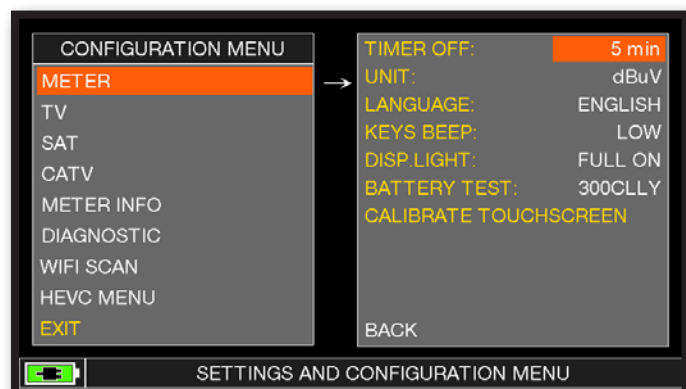 CONFIGURATION MENU
METER
TV
SAT
CATV
METER INFO
DIAGNOSTIC
WIFI SCAN
HEVC MENU
EXIT
→
TIMER OFF: 5 min
UNIT: dBuV
LANGUAGE: ENGLISH
KEYS BEEP: LOW
DISP.LIGHT: FULL ON
BATTERY TEST: 300CLLY
CALIBRATE TOUCHSCREEN
BACK
SETTINGS AND CONFIGURATION MENU